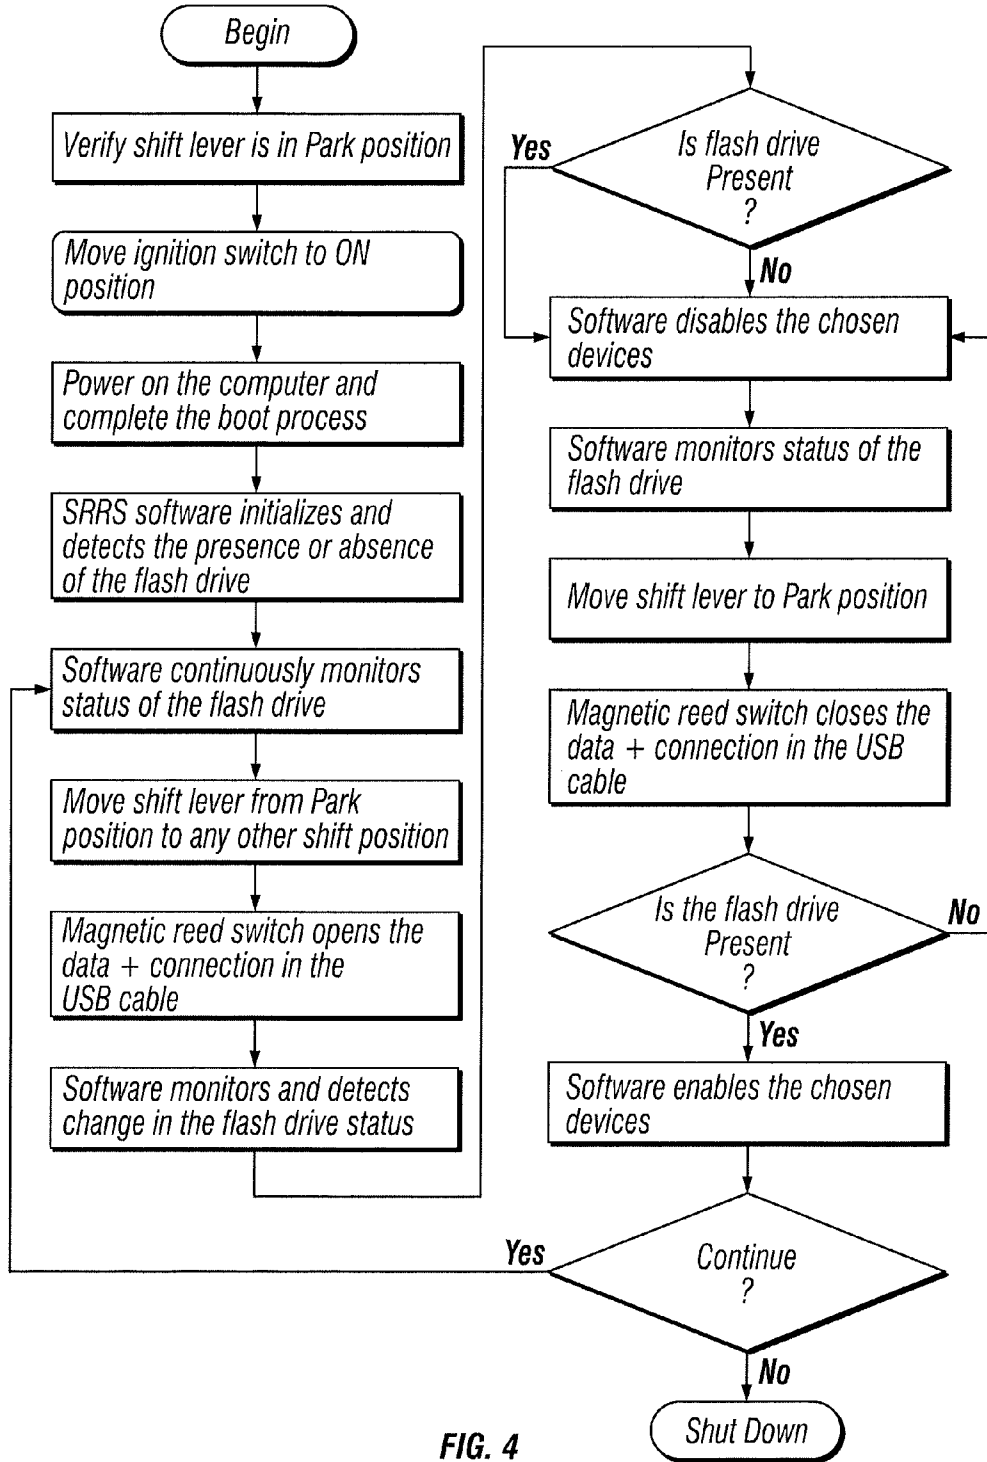 Begin
Verify shift lever is in Park position
Move ignition switch to ON
position
Power on the computer and
complete the boot process
SRRS software initializes and
detects the presence or absence
of the flash drive
Software continuously monitors
status of the flash drive
Move shift lever from Park
position to any other shift position
Magnetic reed switch opens the
data + connection in the
USB cable
Software monitors and detects
change in the flash drive status
Is flash drive
Present
?
Yes
No
Software disables the chosen
devices
Software monitors status of the
flash drive
Move shift lever to Park position
Magnetic reed switch closes the
data + connection in the USB
cable
Is the flash drive
Present
?
No
Yes
Software enables the chosen
devices
Continue
?
Yes
No
Shut Down
FIG. 4